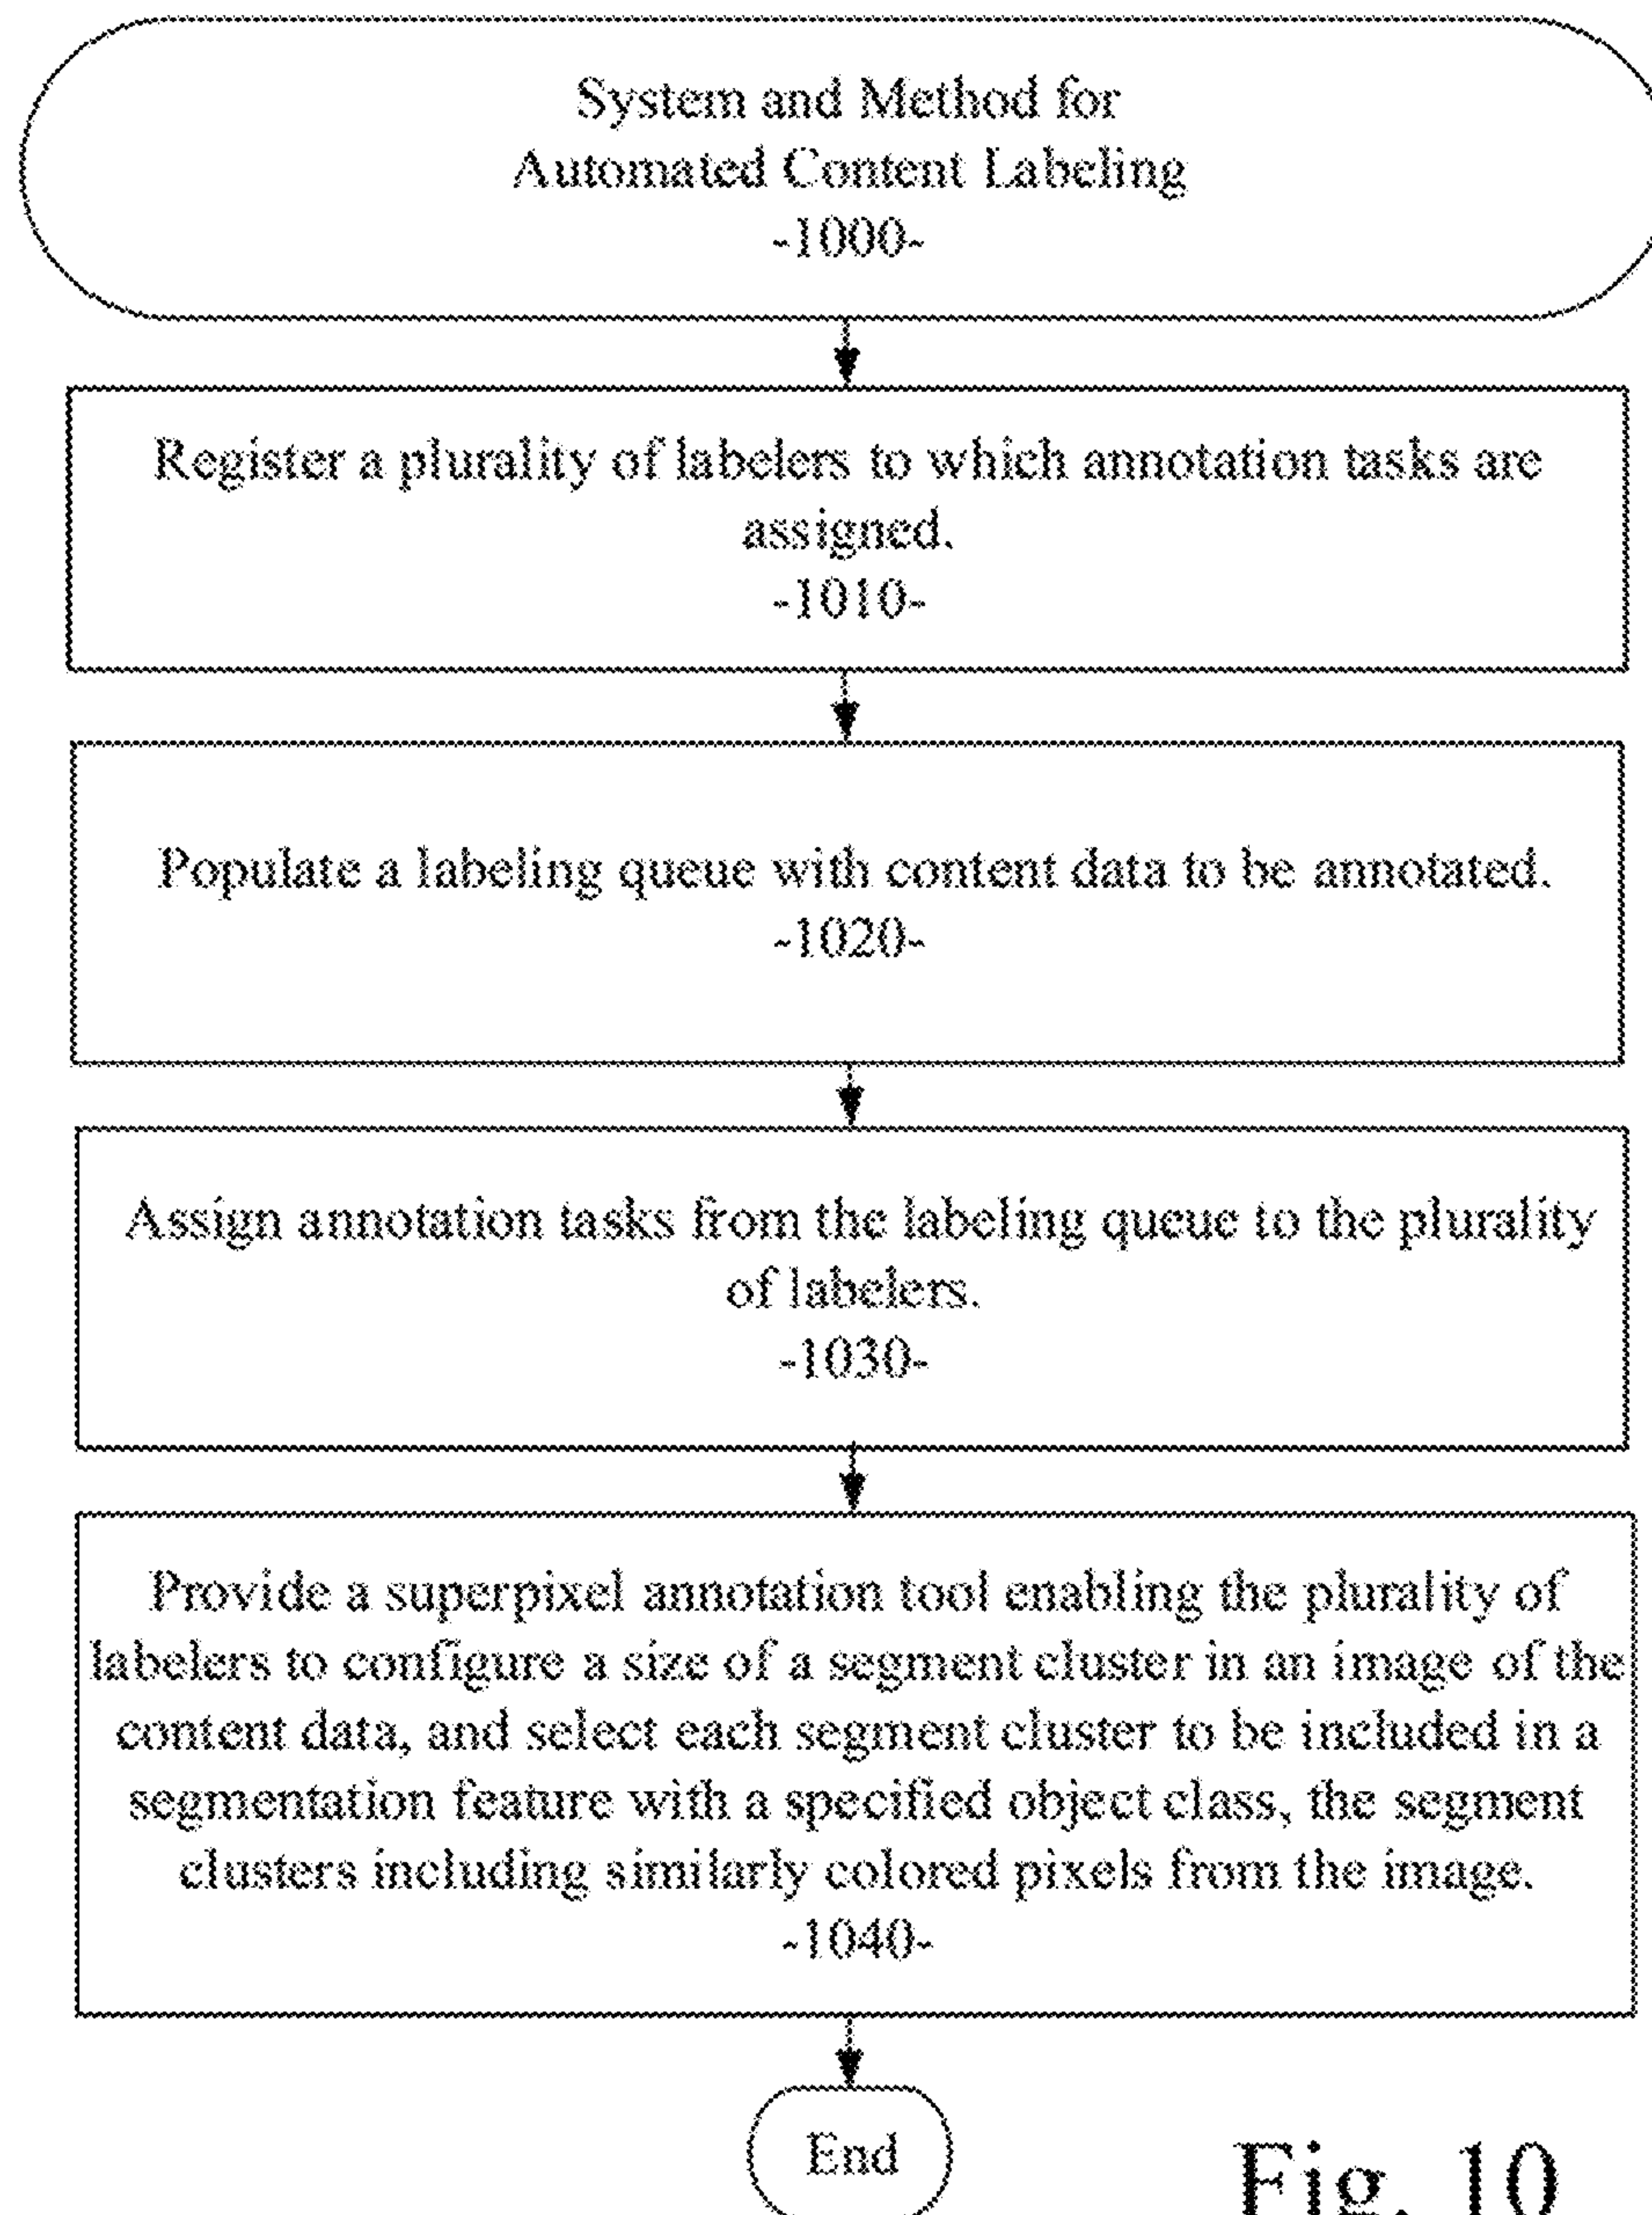 System and Method for
Automated Content Labeling
-1000-
Register a plurality of labelers to which annotation tasks are
assigned.
-1010-
Populate a labeling queue with content data to be annotated.
-1020-
Assign annotation tasks from the labeling queue to the plurality
of labelers.
-1030-
Provide a superpixel annotation tool enabling the plurality of
labelers to configure a size of a segment cluster in an image of the
content data, and select each segment cluster to be included in a
segmentation feature with a specified object class, the segment
clusters including similarly colored pixels from the image.
-1040-
End
Fig. 10